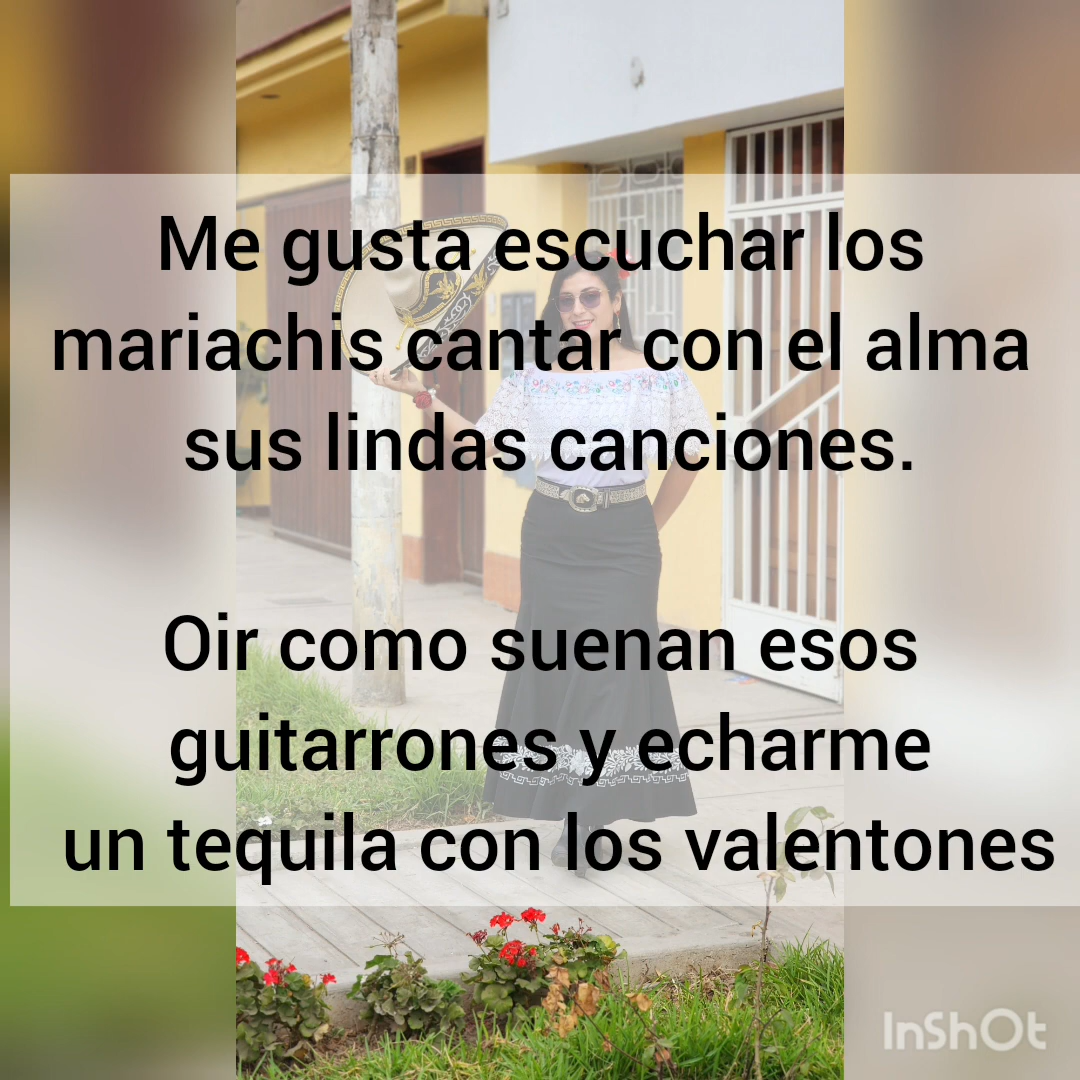 Me gusta escuchar los
mariachis cantar con el alma
sus lindas canciones.
Oir como suenan esos
guitarrones y echarme
un tequila con los valentones
InShOt